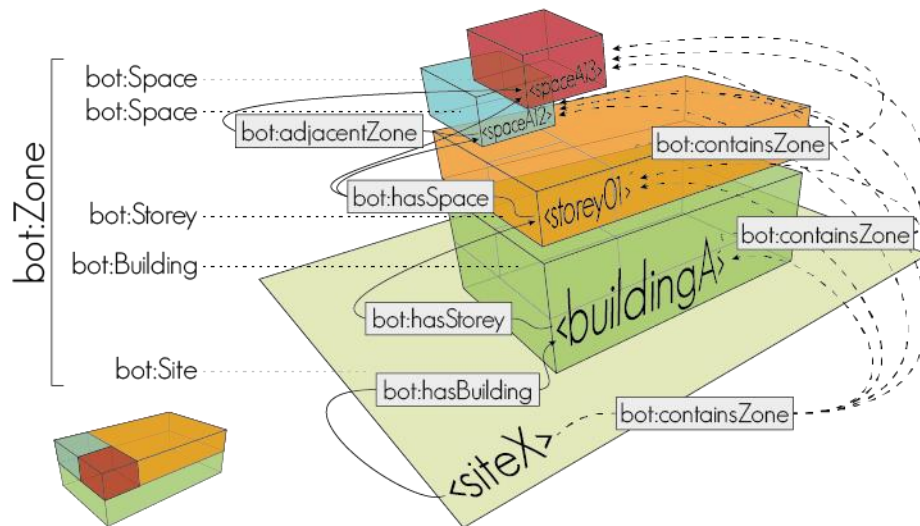 bot:Zone
bot:Space
bot:Space
bot:Storey
bot:Building
bot:Site
<spaceA13>
<spaceA12>
bot:adjacentZone
bot:containsZone
bot:hasSpace
<storey01>
bot:containsZone
<buildingA>
bot:hasStorey
bot:hasBuilding
bot:containsZone
<siteX>